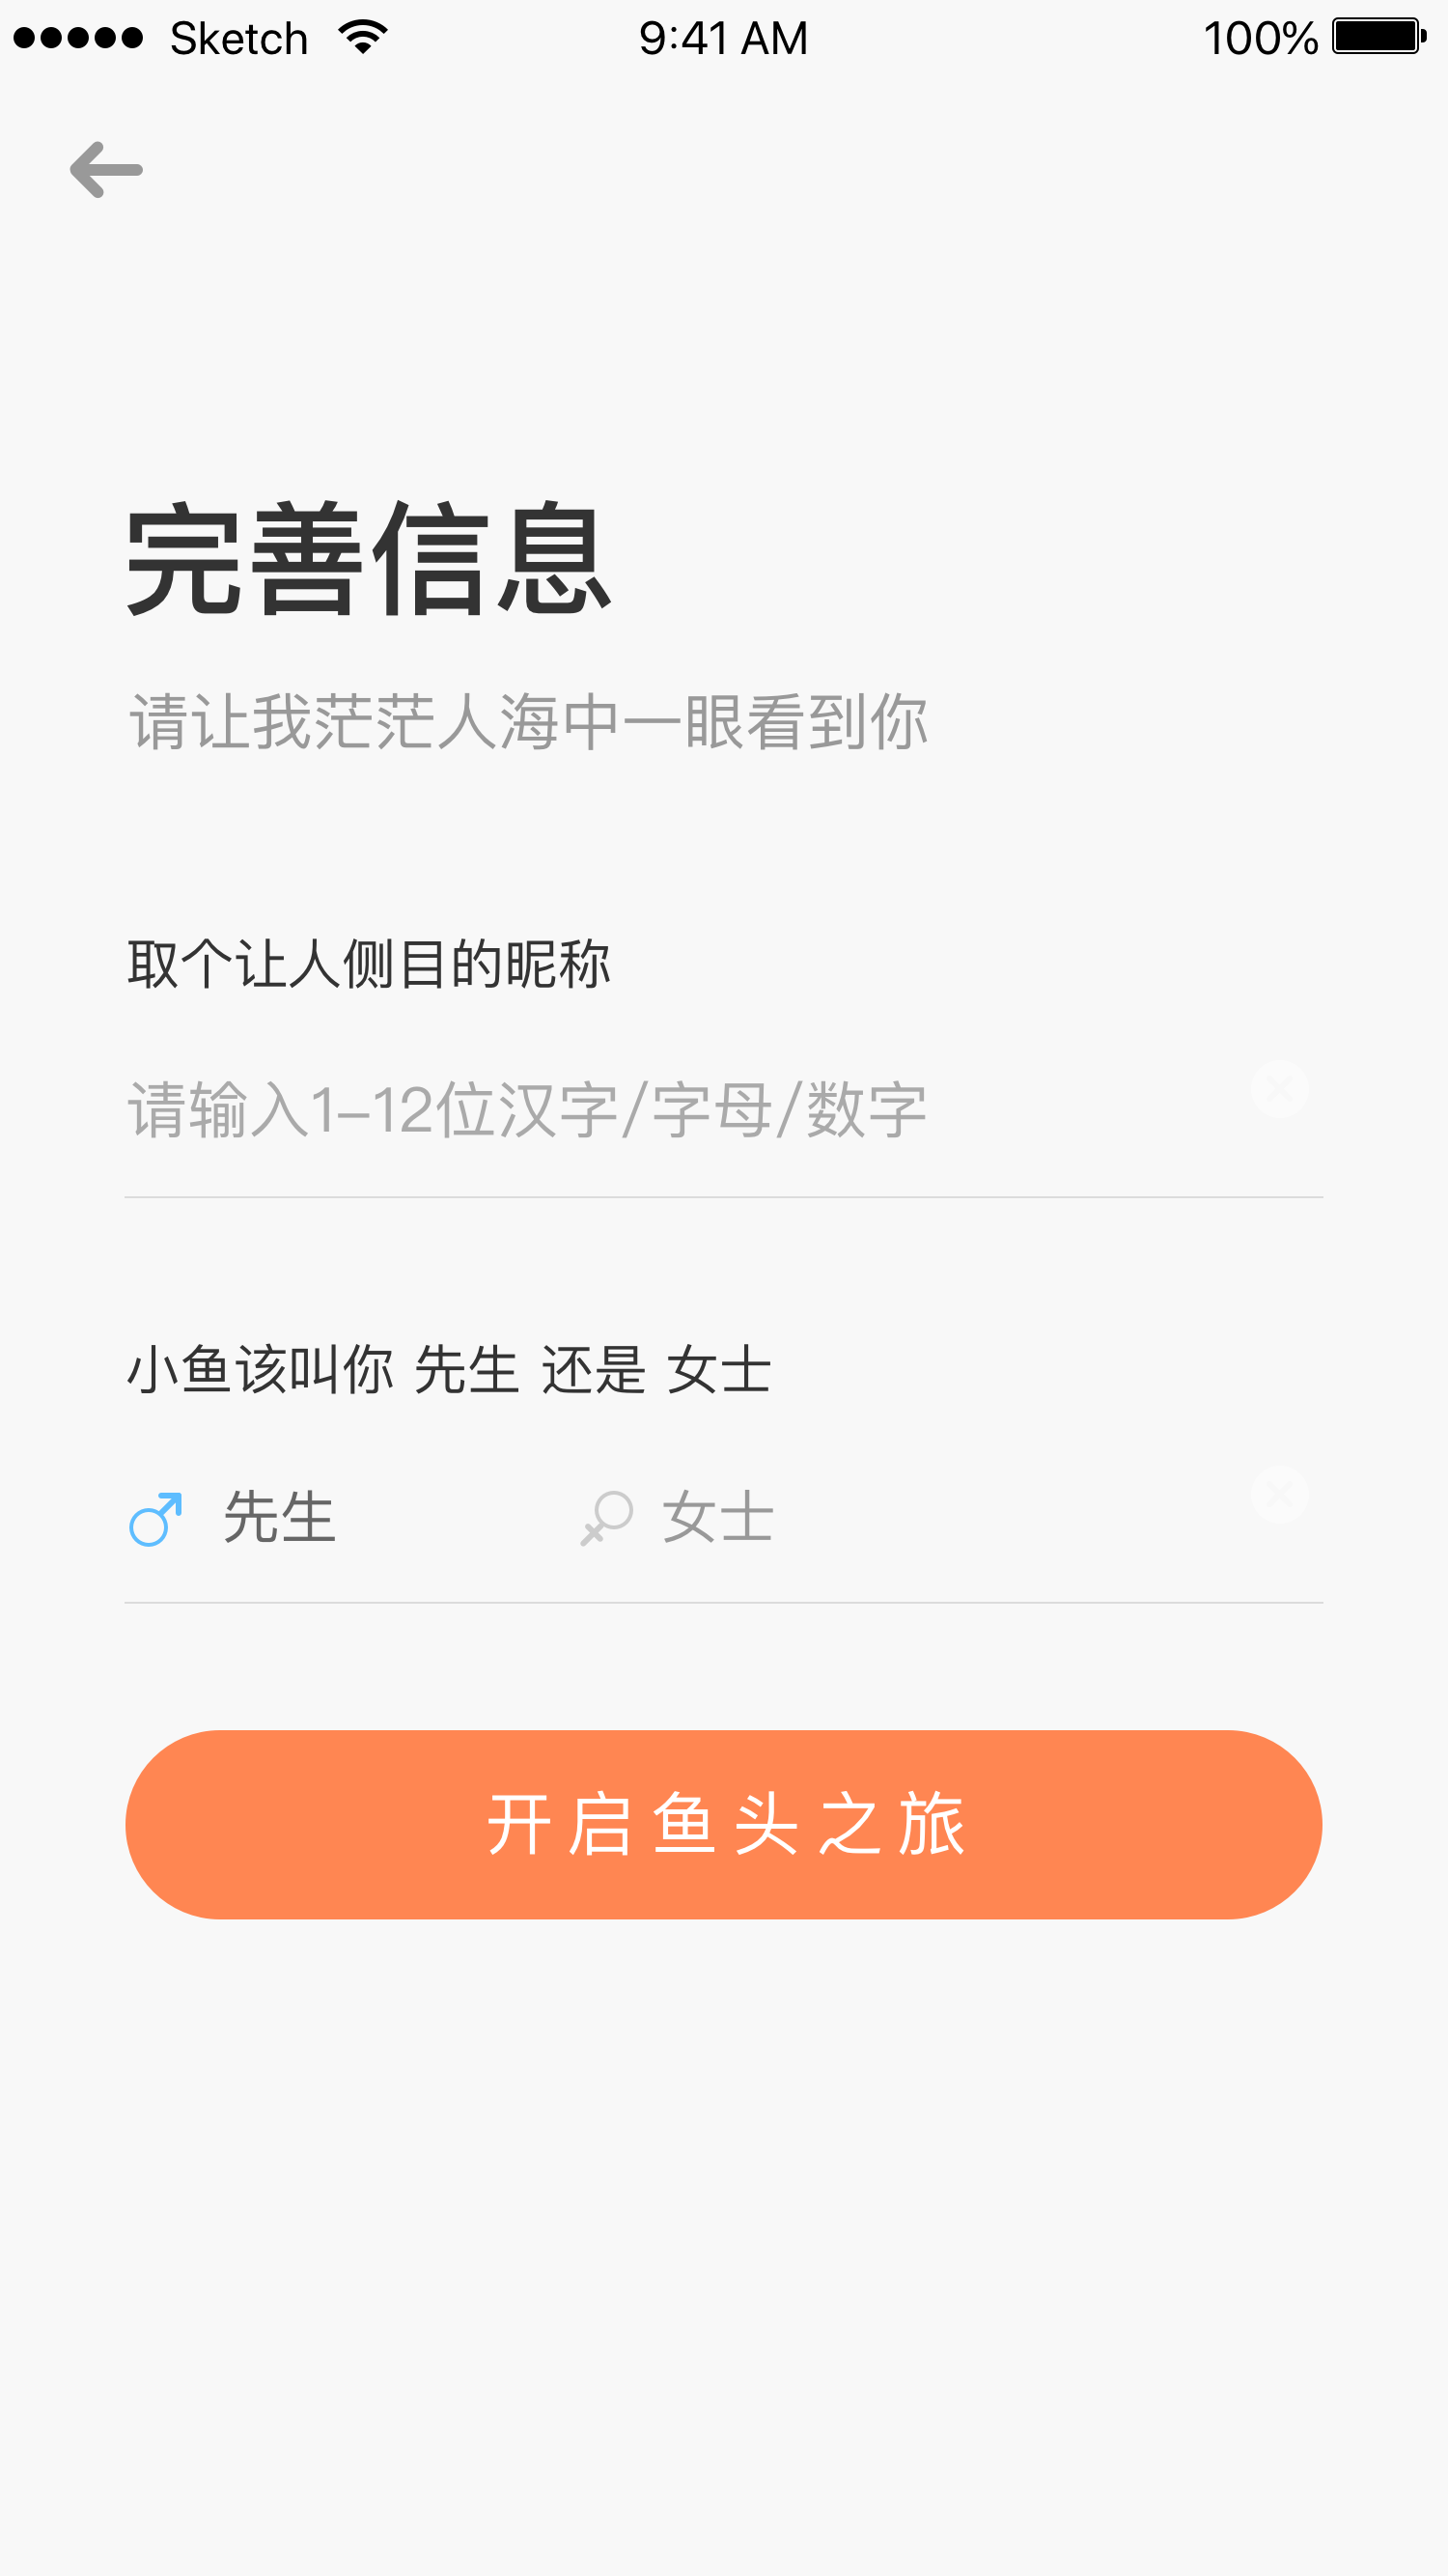 Sketch 9:41 AM 100%
完善信息
请让我茫茫人海中一眼看到你
取个让人侧目的昵称
请输入1-12位汉字/字母/数字
小鱼该叫你 先生 还是 女士
先生 女士
开启鱼头之旅